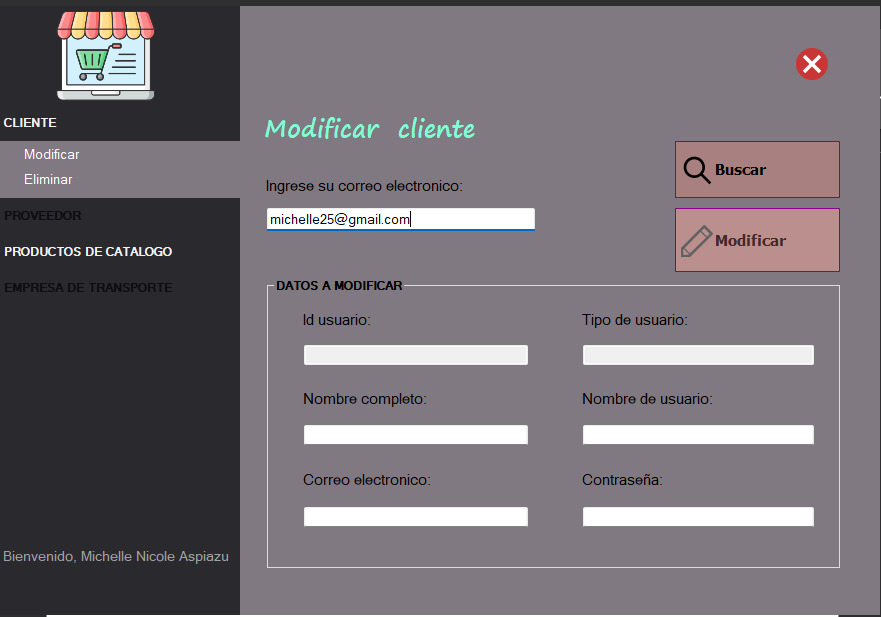 CLIENTE
Modificar
Eliminar
PROVEEDOR
PRODUCTOS DE CATALOGO
EMPRESA DE TRANSPORTE
Bienvenido, Michelle Nicole Aspiazu
Modificar cliente
Ingrese su correo electronico:
michelle25@gmail.com
Buscar
Modificar
DATOS A MODIFICAR
Id usuario:
Tipo de usuario:
Nombre completo:
Nombre de usuario:
Correo electronico:
Contraseña: